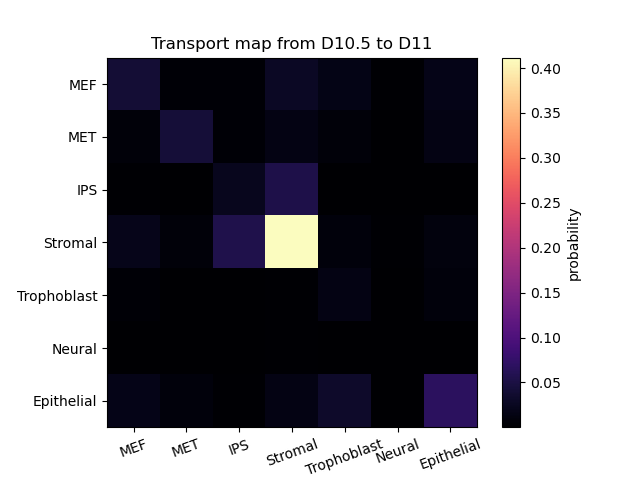 Transport map from D10.5 to D11
MEF
MET
IPS
Stromal
Trophoblast
Neural
Epithelial
MEF
MET
IPS
Stromal
Trophoblast
Neural
Epithelial
0.40
0.35
0.30
0.25
0.20
0.15
0.10
0.05
probability